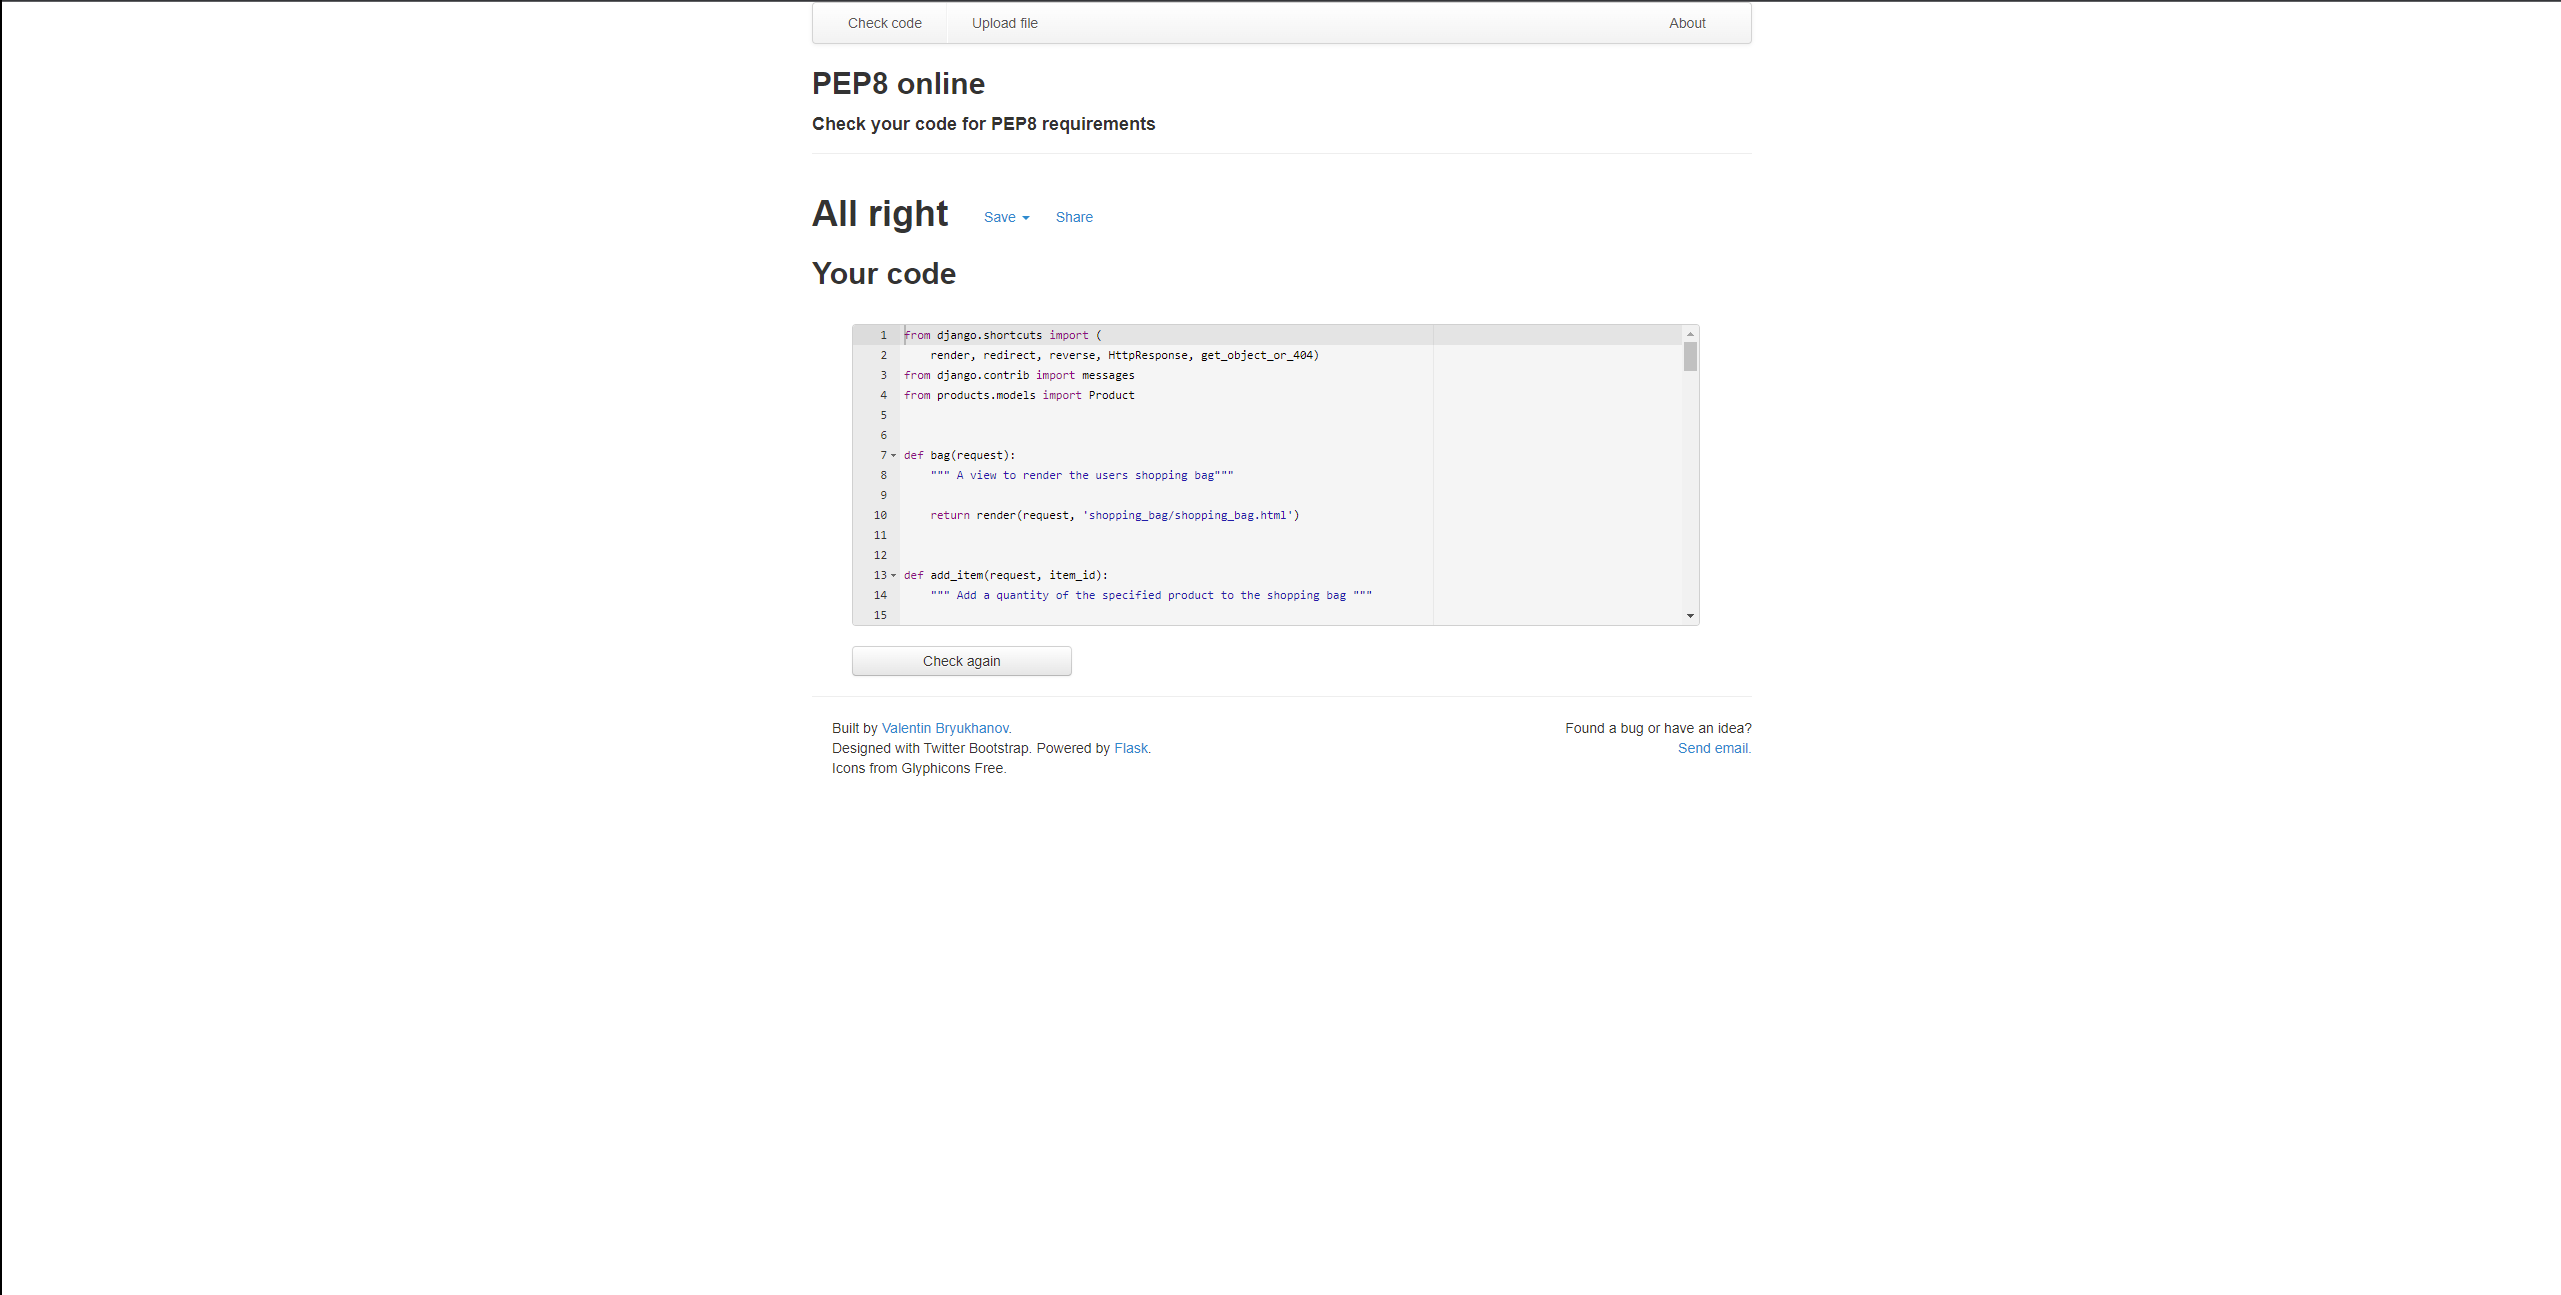 Check code Upload file About
PEP8 online
Check your code for PEP8 requirements
All right Save Share
Your code
1 from django.shortcuts import (
2 render, redirect, reverse, HttpResponse, get_object_or_404)
3 from django.contrib import messages
4 from products.models import Product
5
6
7 def bag(request):
8 """ A view to render the users shopping bag"""
9
10 return render(request, 'shopping_bag/shopping_bag.html')
11
12
13 def add_item(request, item_id):
14 """ Add a quantity of the specified product to the shopping bag """
15
Check again
Built by Valentin Bryukhanov. Found a bug or have an idea?
Designed with Twitter Bootstrap. Powered by Flask. Send email.
Icons from Glyphicons Free.